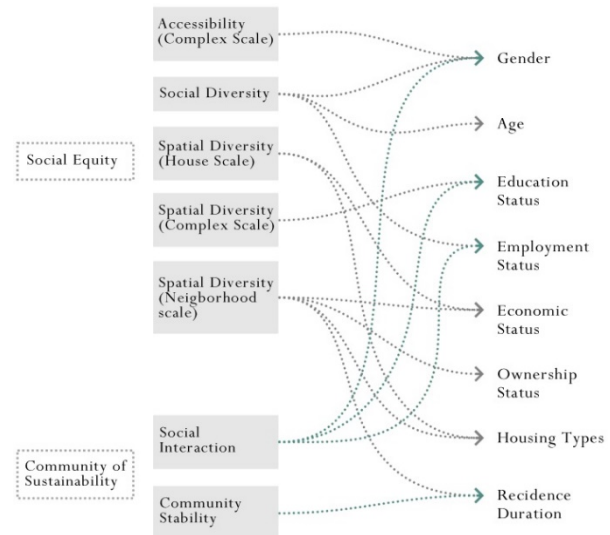 Social Equity
Community of
Sustainability
Accessibility
(Complex Scale)
Social Diversity
Spatial Diversity
(House Scale)
Spatial Diversity
(Complex Scale)
Spatial Diversity
(Neigborhood
scale)
Social
Interaction
Community
Stability
Gender
Age
Education
Status
Employment
Status
Economic
Status
Ownership
Status
Housing Types
Recidence
Duration